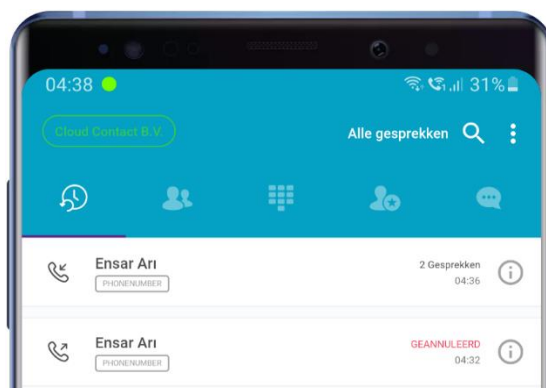 04:38 31%
Cloud Contact B.V. Alle gesprekken
Ensar Arı 2 Gesprekken
PHONENUMBER 04:36
Ensar Arı GEANNULEERD
PHONENUMBER 04:32